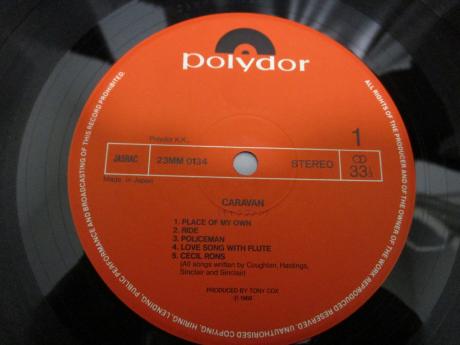 polydor
Polydor K.K.
JASRAC
23MM 0134
Made in Japan
STEREO
1
33⅓
CARAVAN
1. PLACE OF MY OWN
2. RIDE
3. POLICEMAN
4. LOVE SONG WITH FLUTE
5. CECIL RONS
(All songs written by Coughlan, Hastings,
Sinclair and Sinclair)
PRODUCED BY TONY COX
℗ 1968
ALL RIGHTS OF THE PRODUCER AND OF THE OWNER OF THE WORK REPRODUCED RESERVED. UNAUTHORISED COPYING, HIRING, LENDING, PUBLIC PERFORMANCE AND BROADCASTING OF THIS RECORD PROHIBITED.